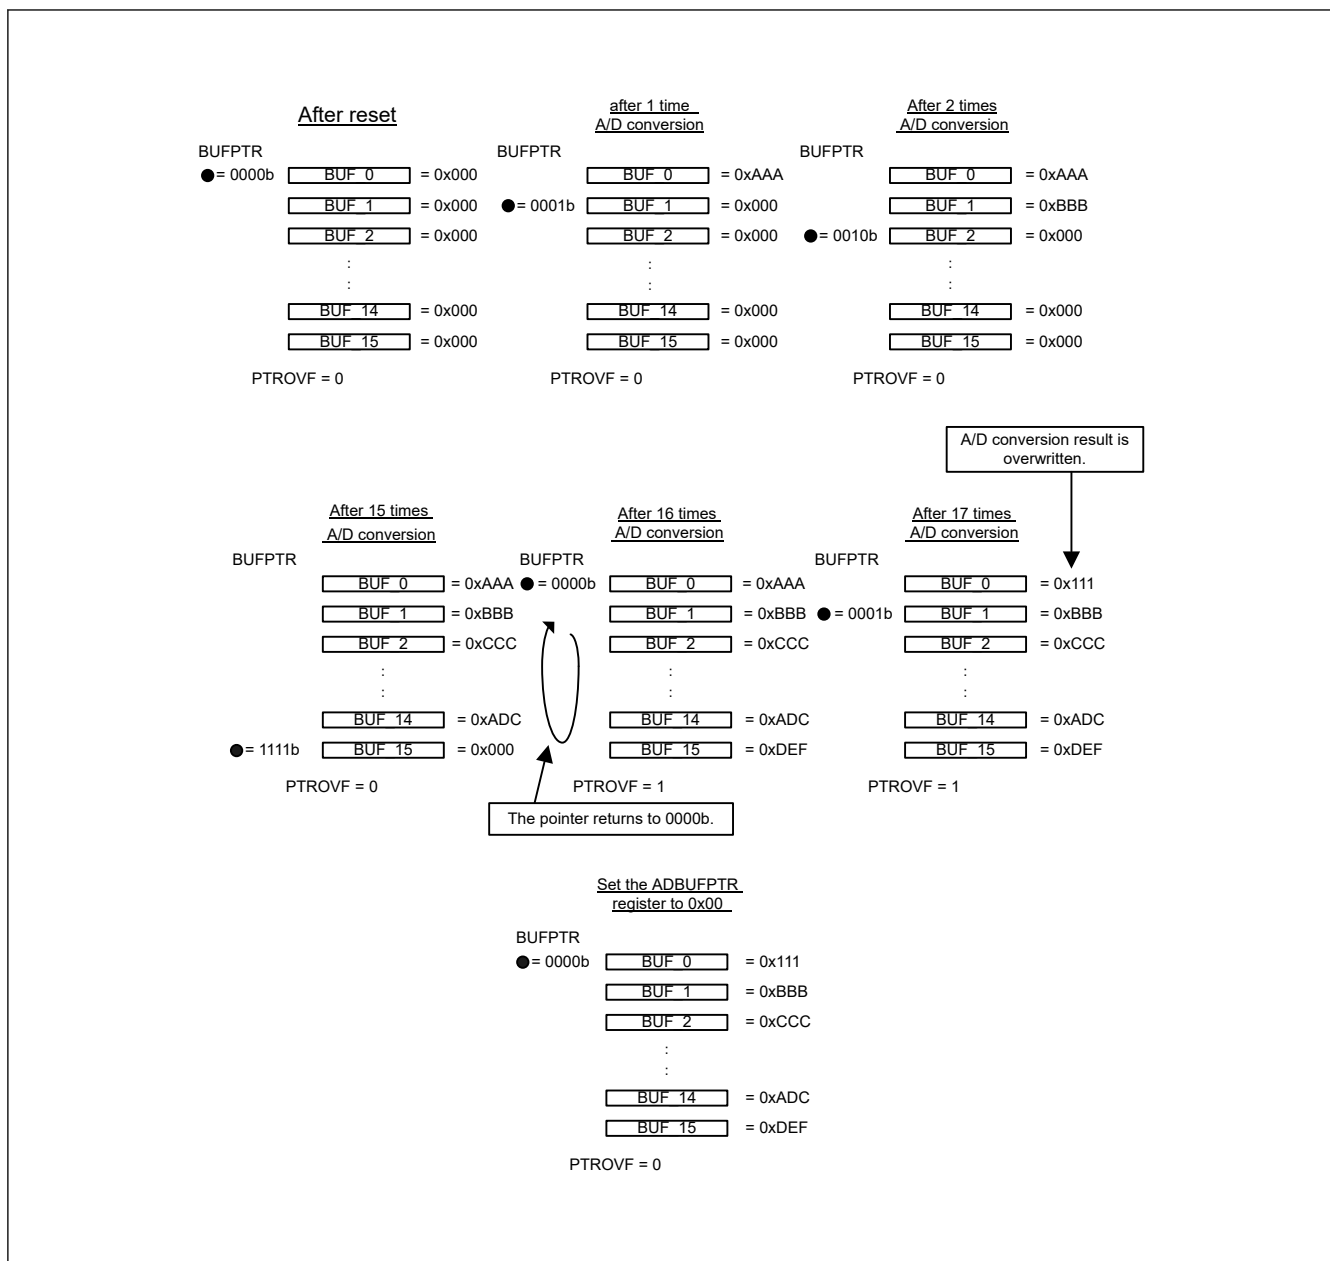 After reset
BUFPTR
●= 0000b BUF_0 = 0x000
BUF_1 = 0x000
BUF_2 = 0x000
:
:
BUF_14 = 0x000
BUF_15 = 0x000
PTROVF = 0
after 1 time
A/D conversion
BUFPTR
BUF_0 = 0xAAA
●= 0001b BUF_1 = 0x000
BUF_2 = 0x000
:
:
BUF_14 = 0x000
BUF_15 = 0x000
PTROVF = 0
After 2 times
A/D conversion
BUFPTR
BUF_0 = 0xAAA
BUF_1 = 0xBBB
●= 0010b BUF_2 = 0x000
:
:
BUF_14 = 0x000
BUF_15 = 0x000
PTROVF = 0
After 15 times
A/D conversion
BUFPTR
BUF_0 = 0xAAA
BUF_1 = 0xBBB
BUF_2 = 0xCCC
:
:
BUF_14 = 0xADC
●= 1111b BUF_15 = 0x000
PTROVF = 0
After 16 times
A/D conversion
BUFPTR
●= 0000b BUF_0 = 0xAAA
BUF_1 = 0xBBB
BUF_2 = 0xCCC
:
:
BUF_14 = 0xADC
BUF_15 = 0xDEF
PTROVF = 1
The pointer returns to 0000b.
A/D conversion result is
overwritten.
After 17 times
A/D conversion
BUFPTR
BUF_0 = 0x111
●= 0001b BUF_1 = 0xBBB
BUF_2 = 0xCCC
:
:
BUF_14 = 0xADC
BUF_15 = 0xDEF
PTROVF = 1
Set the ADBUFPTR
register to 0x00
BUFPTR
●= 0000b BUF_0 = 0x111
BUF_1 = 0xBBB
BUF_2 = 0xCCC
:
:
BUF_14 = 0xADC
BUF_15 = 0xDEF
PTROVF = 0